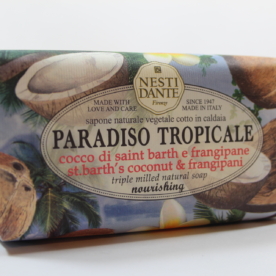 NESTI
DANTE
Firenze
MADE WITH
LOVE AND CARE
SINCE 1947
MADE IN ITALY
sapone naturale vegetale cotto in caldaia
PARADISO TROPICALE
cocco di saint barth e frangipane
st.barth's coconut & frangipani
triple milled natural soap
nourishing